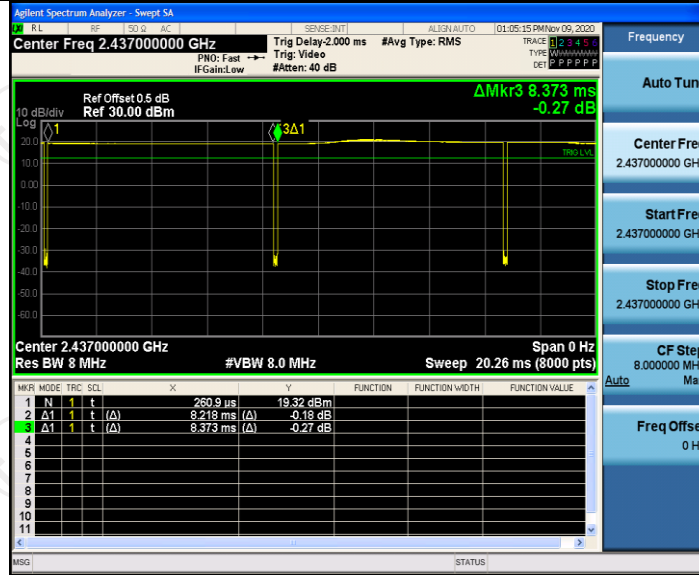 Agilent Spectrum Analyzer - Swept SA
RL RF 50 Ω AC SENSE:INT ALIGN AUTO 01:05:15 PM Nov 09, 2020
Center Freq 2.437000000 GHz
PNO: Fast
IFGain:Low
Trig Delay-2.000 ms
Trig: Video
#Atten: 40 dB
#Avg Type: RMS
TRACE 1 2 3 4 5 6
TYPE
DET P P P P P P
ΔMkr3 8.373 ms
-0.27 dB
Ref Offset 0.5 dB
10 dB/div Ref 30.00 dBm
Log
1
3Δ1
TRIG LVL
20.0
10.0
0.00
-10.0
-20.0
-30.0
-40.0
-50.0
-60.0
Center 2.437000000 GHz Span 0 Hz
Res BW 8 MHz #VBW 8.0 MHz Sweep 20.26 ms (8000 pts)
MKR MODE TRC SCL X Y FUNCTION FUNCTION WIDTH FUNCTION VALUE
1 N 1 t 260.9 µs 19.32 dBm
2 Δ1 1 t (Δ) 8.218 ms (Δ) -0.18 dB
3 Δ1 1 t (Δ) 8.373 ms (Δ) -0.27 dB
4
5
6
7
8
9
10
11
MSG STATUS
Frequency
Auto Tun
Center Fre
2.437000000 GH
Start Fre
2.437000000 GH
Stop Fre
2.437000000 GH
CF Ste
8.000000 MH
Auto Ma
Freq Offse
0 H